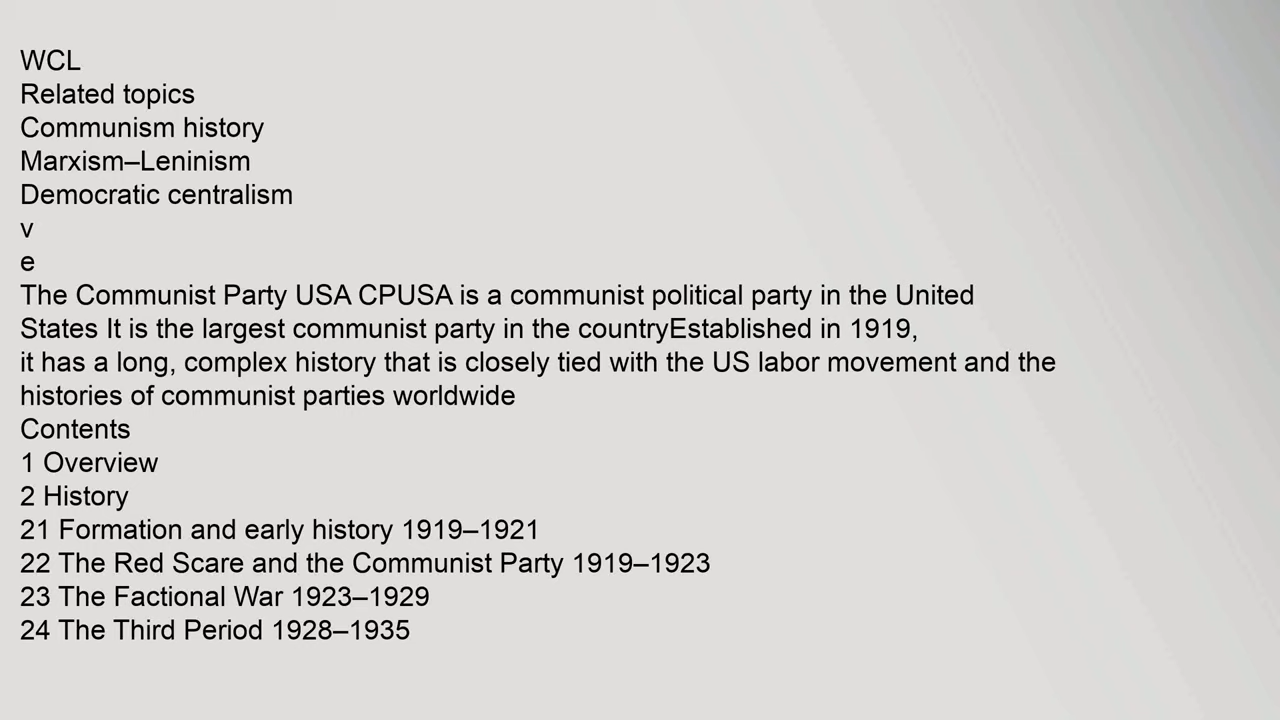 WCL
Related topics
Communism history
Marxism–Leninism
Democratic centralism
v
e
The Communist Party USA CPUSA is a communist political party in the United
States It is the largest communist party in the countryEstablished in 1919,
it has a long, complex history that is closely tied with the US labor movement and the
histories of communist parties worldwide
Contents
1 Overview
2 History
21 Formation and early history 1919–1921
22 The Red Scare and the Communist Party 1919–1923
23 The Factional War 1923–1929
24 The Third Period 1928–1935